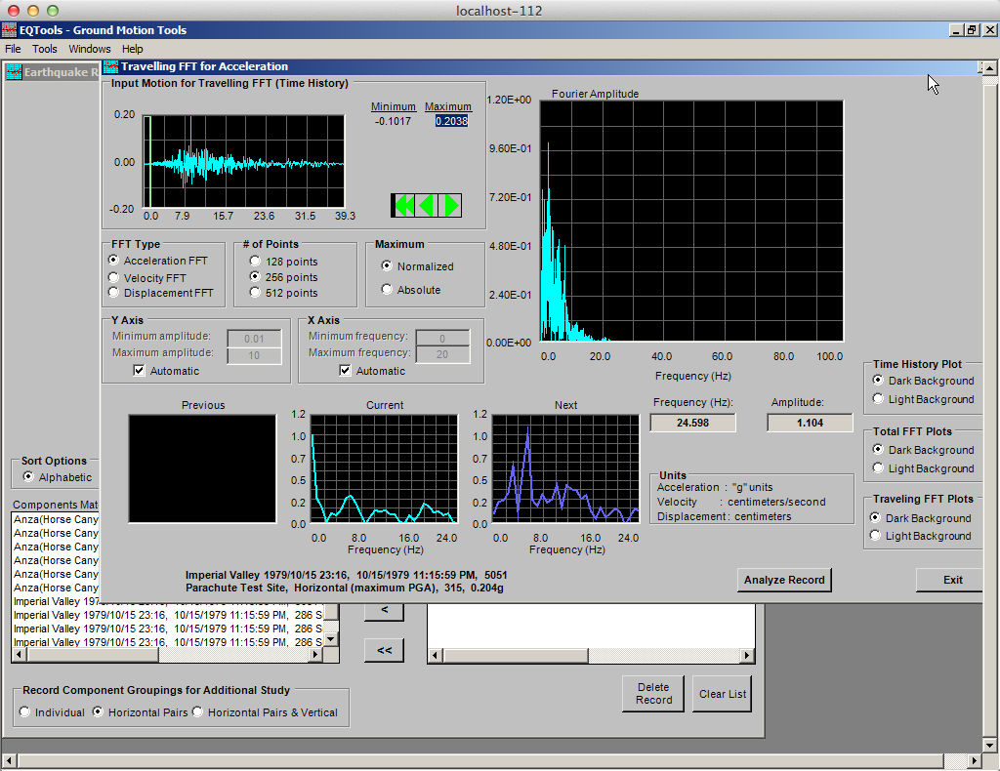 localhost-112
EQTools - Ground Motion Tools
File Tools Windows Help
Earthquake R
Travelling FFT for Acceleration
Input Motion for Travelling FFT (Time History)
Minimum Maximum
-0.1017 0.2038
0.20
0.00
-0.20
0.0 7.9 15.7 23.6 31.5 39.3
Fourier Amplitude
1.20E+00
9.60E-01
7.20E-01
4.80E-01
2.40E-01
0.00E+00
0.0 20.0 40.0 60.0 80.0 100.0
Frequency (Hz)
FFT Type
Acceleration FFT
Velocity FFT
Displacement FFT
# of Points
128 points
256 points
512 points
Maximum
Normalized
Absolute
Y Axis
Minimum amplitude: 0.01
Maximum amplitude: 10
Automatic
X Axis
Minimum frequency: 0
Maximum frequency: 20
Automatic
Time History Plot
Dark Background
Light Background
Total FFT Plots
Dark Background
Light Background
Traveling FFT Plots
Dark Background
Light Background
Previous
Current
1.2
1.0
0.7
0.5
0.2
0.0
0.0 8.0 16.0 24.0
Frequency (Hz)
Next
1.2
1.0
0.7
0.5
0.2
0.0
0.0 8.0 16.0 24.0
Frequency (Hz)
Frequency (Hz): Amplitude:
24.598 1.104
Units
Acceleration : "g" units
Velocity : centimeters/second
Displacement : centimeters
Imperial Valley 1979/10/15 23:16, 10/15/1979 11:15:59 PM, 5051
Parachute Test Site, Horizontal (maximum PGA), 315, 0.204g
Analyze Record
Exit
Sort Options
Alphabetic
Components Mat
Anza(Horse Cany
Anza(Horse Cany
Anza(Horse Cany
Anza(Horse Cany
Anza(Horse Cany
Anza(Horse Cany
Imperial Valley 1979/10/15 23:16, 10/15/1979 11:15:59 PM, 286 S
Imperial Valley 1979/10/15 23:16, 10/15/1979 11:15:59 PM, 286 S
Imperial Valley 1979/10/15 23:16, 10/15/1979 11:15:59 PM, 286 S
Imperial Valley 1979/10/15 23:16, 10/15/1979 11:15:59 PM, 286 S
<
<<
Delete Record
Clear List
Record Component Groupings for Additional Study
Individual Horizontal Pairs Horizontal Pairs & Vertical